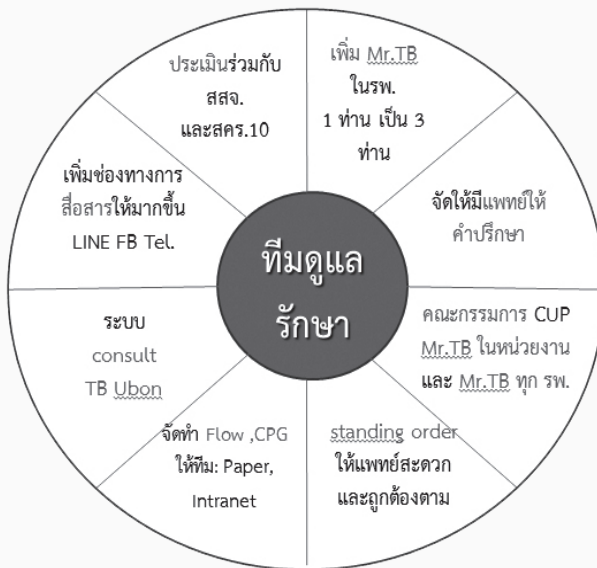 ประเมินร่วมกับ
สสจ.
และสคร.10
เพิ่ม Mr.TB
ในรพ.
1 ท่าน เป็น 3
ท่าน
จัดให้มีแพทย์ให้
คำปรึกษา
คณะกรรมการ CUP
Mr.TB ในหน่วยงาน
และ Mr.TB ทุก รพ.
standing order
ให้แพทย์สะดวก
และถูกต้องตาม
จัดทำ Flow ,CPG
ให้ทีม: Paper,
Intranet
ระบบ
consult
TB Ubon
เพิ่มช่องทางการ
สื่อสารให้มากขึ้น
LINE FB Tel.
ทีมดูแล
รักษา